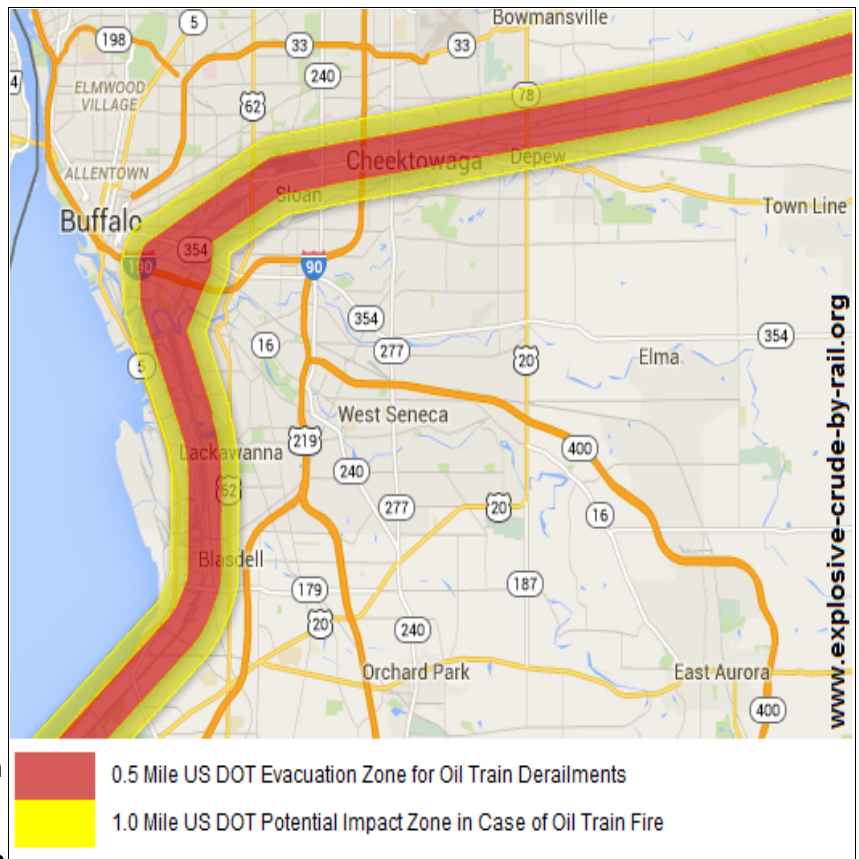 Bowmansville
5
198
33
33
240
4
ELMWOOD
VILLAGE
62
78
ALLENTOWN
Cheektowaga
Depew
Sloan
Town Line
Buffalo
354
190
90
354
354
16
277
5
20
Elma
West Seneca
219
400
Lackawanna
240
62
277
20
16
Blasdell
179
187
20
240
Orchard Park
East Aurora
400
www.explosive-crude-by-rail.org
0.5 Mile US DOT Evacuation Zone for Oil Train Derailments
1.0 Mile US DOT Potential Impact Zone in Case of Oil Train Fire